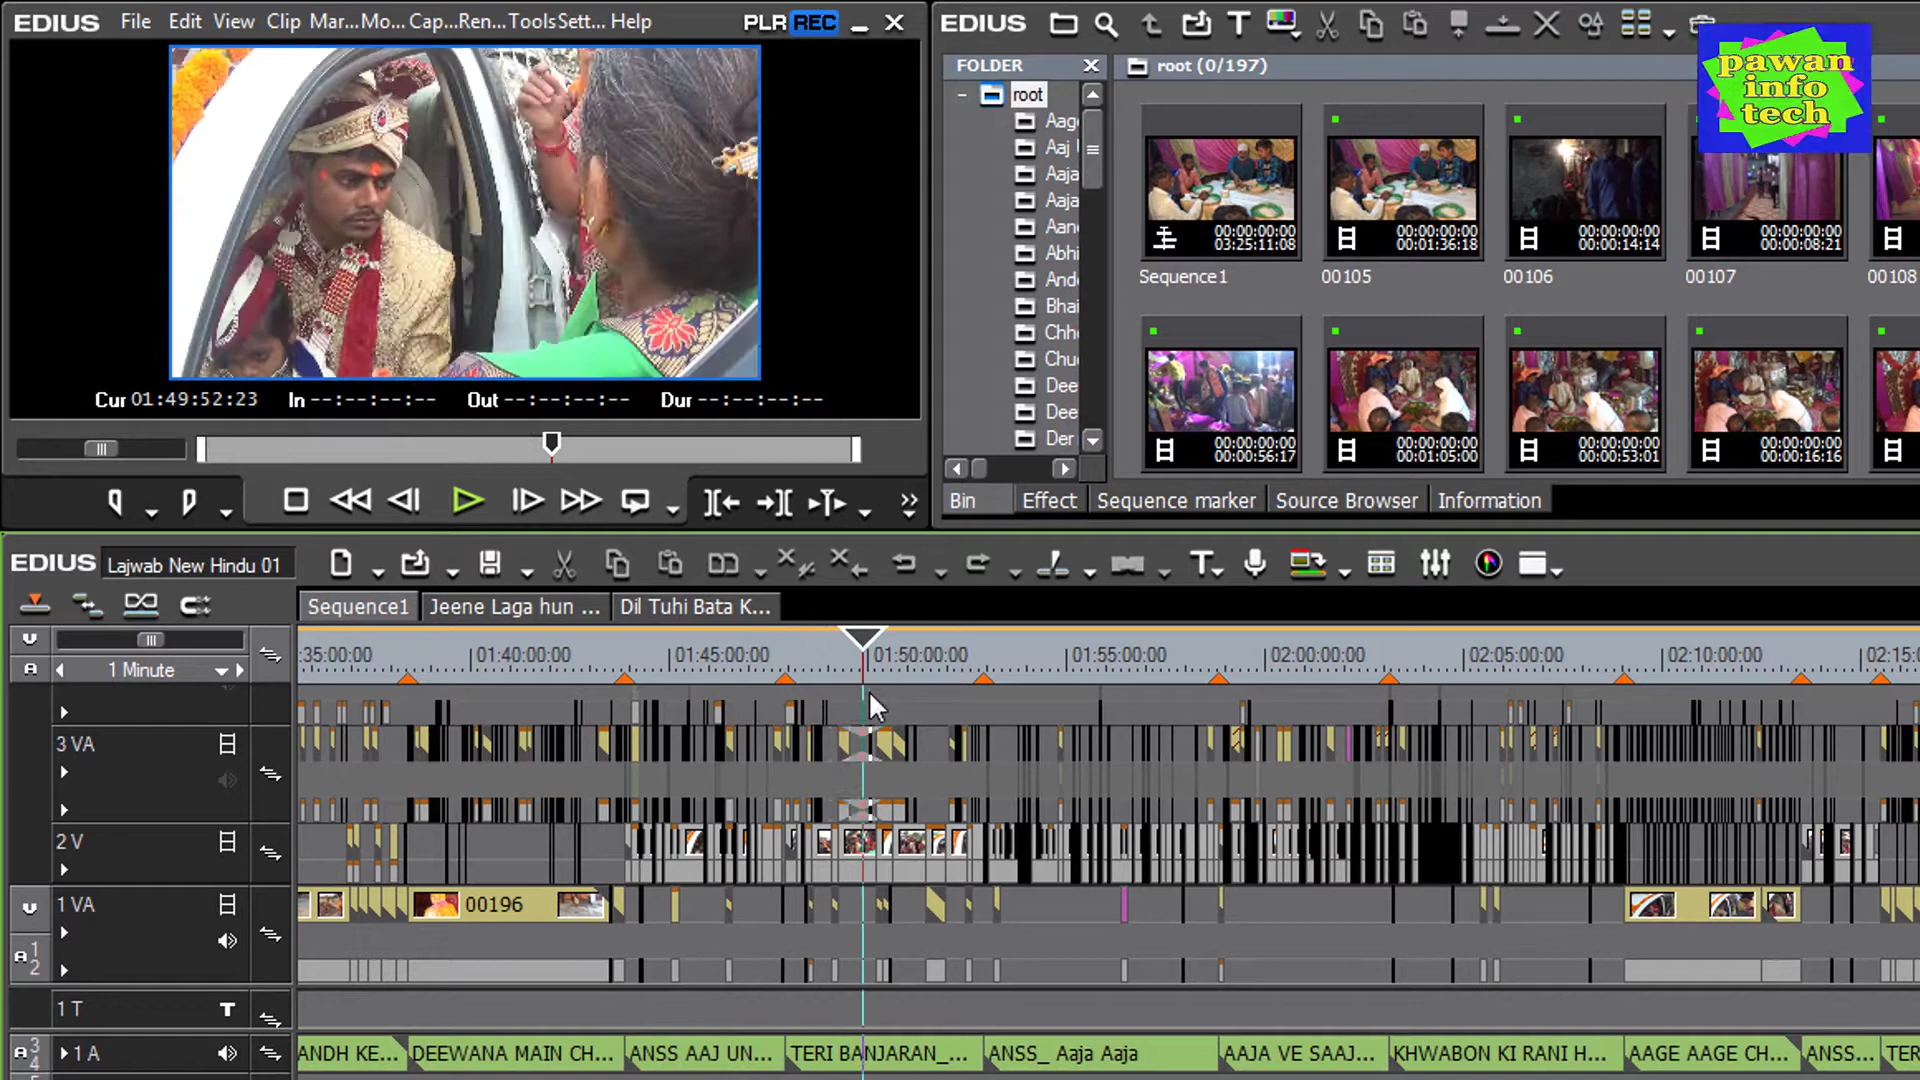 EDIUS File Edit View Clip Mar...Mo... Cap...Ren...ToolsSett... Help PLR REC
Cur 01:49:52:23 In --:--:--:-- Out --:--:--:-- Dur --:--:--:--
EDIUS T
FOLDER
root
Aag
Aaj
Aaja
Aaja
Aan
Abhi
And
Bhai
Chh
Chu
Dee
Dee
Der
root (0/197)
00:00:00:00
03:25:11:08
Sequence1
00:00:00:00
00:01:36:18
00105
00:00:00:00
00:00:14:14
00106
00:00:00:00
00:00:08:21
00107
00108
00:00:00:00
00:00:56:17
00:00:00:00
00:01:05:00
00:00:00:00
00:00:53:01
00:00:00:00
00:00:16:16
pawan
info
tech
Bin Effect Sequence marker Source Browser Information
EDIUS Lajwab New Hindu 01
Sequence1 Jeene Laga hun ... Dil Tuhi Bata K...
1 Minute
:35:00:00 01:40:00:00 01:45:00:00 01:50:00:00 01:55:00:00 02:00:00:00 02:05:00:00 02:10:00:00 02:15:0
3 VA
2 V
1 VA
00196
A 1 2
1 T T
A 3 4 1 A
ANDH KE... DEEWANA MAIN CH... ANSS AAJ UN... TERI BANJARAN_... ANSS_ Aaja Aaja AAJA VE SAAJ... KHWABON KI RANI H... AAGE AAGE CH... ANSS... TER